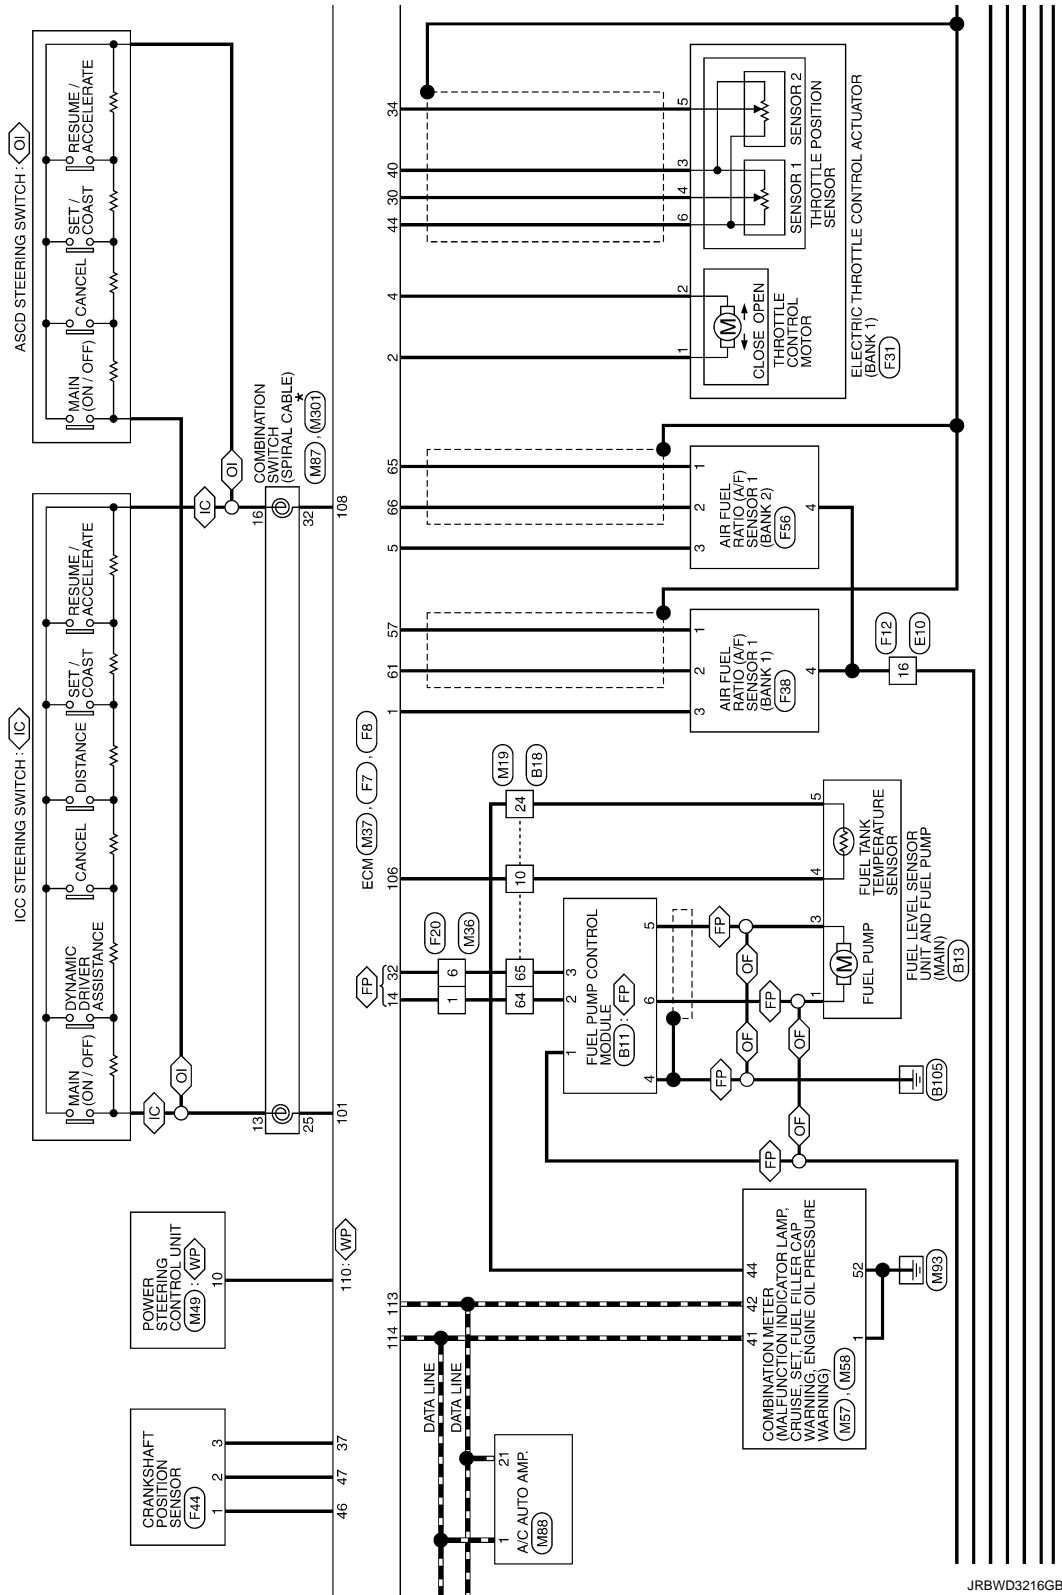 ASCD STEERING SWITCH : OI
MAIN
(ON / OFF)
CANCEL
SET /
COAST
RESUME /
ACCELERATE
ICC STEERING SWITCH : IC
MAIN
(ON / OFF)
DYNAMIC
DRIVER
ASSISTANCE
CANCEL
DISTANCE
SET /
COAST
RESUME /
ACCELERATE
IC
OI
IC
OI
COMBINATION
SWITCH
(SPIRAL CABLE)
M87 , M301 *
13
25
101
16
32
108
POWER
STEERING
CONTROL UNIT
M49 : WP
10
110 : WP
CRANKSHAFT
POSITION
SENSOR
F44
1 2 3
46 47 37
ECM M37 , F7 , F8
114 113
FP
14 32
106
1 61 57
5 66 65
2 4
44 30 40 34
DATA LINE
DATA LINE
1 21
A/C AUTO AMP.
M88
41 42 44
COMBINATION METER
(MALFUNCTION INDICATOR LAMP,
CRUISE, SET, FUEL FILLER CAP
WARNING, ENGINE OIL PRESSURE
WARNING)
M57 , M58
1 52
M93
1 6
F20
M36
64 65 10 24
M19
B18
1 2 3
FUEL PUMP CONTROL
MODULE
B11 : FP
4 6 5
FP
FP
FP
FP
OF
OF
OF
OF
B105
1 3 4 5
FUEL PUMP
FUEL TANK
TEMPERATURE
SENSOR
FUEL LEVEL SENSOR
UNIT AND FUEL PUMP
(MAIN)
B13
M
3 2 1
AIR FUEL
RATIO (A/F)
SENSOR 1
(BANK 1)
F38
4
16
F12
E10
3 2 1
AIR FUEL
RATIO (A/F)
SENSOR 1
(BANK 2)
F56
4
1 2
M
CLOSE OPEN
THROTTLE
CONTROL
MOTOR
6 4 3 5
SENSOR 1
SENSOR 2
THROTTLE POSITION
SENSOR
ELECTRIC THROTTLE CONTROL ACTUATOR
(BANK 1)
F31
JRBWD3216GB